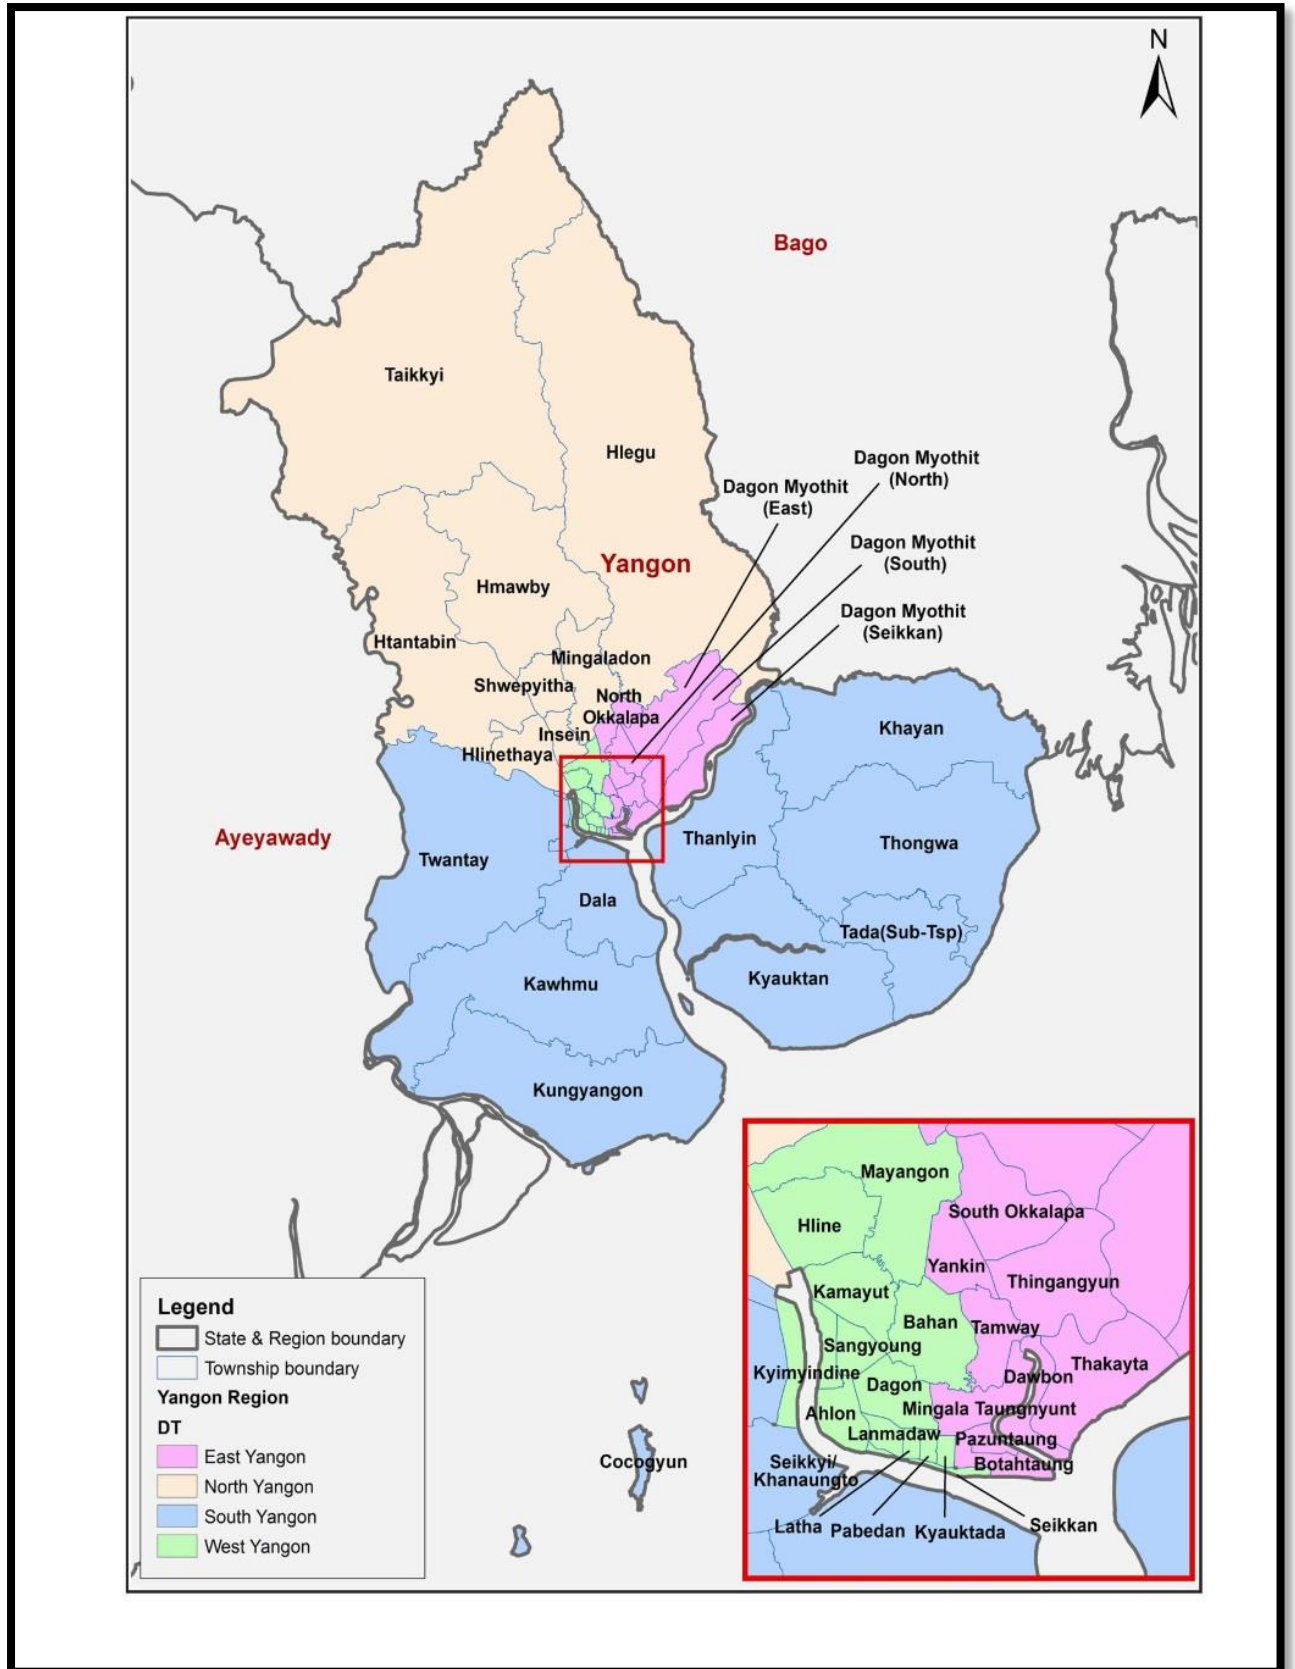 N
Bago
Taikkyi
Hlegu
Dagon Myothit
(North)
Dagon Myothit
(East)
Dagon Myothit
(South)
Yangon
Hmawby
Dagon Myothit
(Seikkan)
Htantabin
Mingaladon
Shwepyitha
North
Okkalapa
Insein
Khayan
Hlinethaya
Ayeyawady
Thanlyin
Thongwa
Twantay
Dala
Tada(Sub-Tsp)
Kyauktan
Kawhmu
Kungyangon
Mayangon
South Okkalapa
Hline
Yankin
Thingangyun
Kamayut
Bahan
Tamway
Sangyoung
Thakayta
Kyimyindine
Dawbon
Dagon
Ahlon
Mingala Taungnyunt
Lanmadaw
Pazuntaung
Seikkyi/
Khanaungto
Botahtaung
Latha
Pabedan
Kyauktada
Seikkan
Cocogyun
Legend
State & Region boundary
Township boundary
Yangon Region
DT
East Yangon
North Yangon
South Yangon
West Yangon